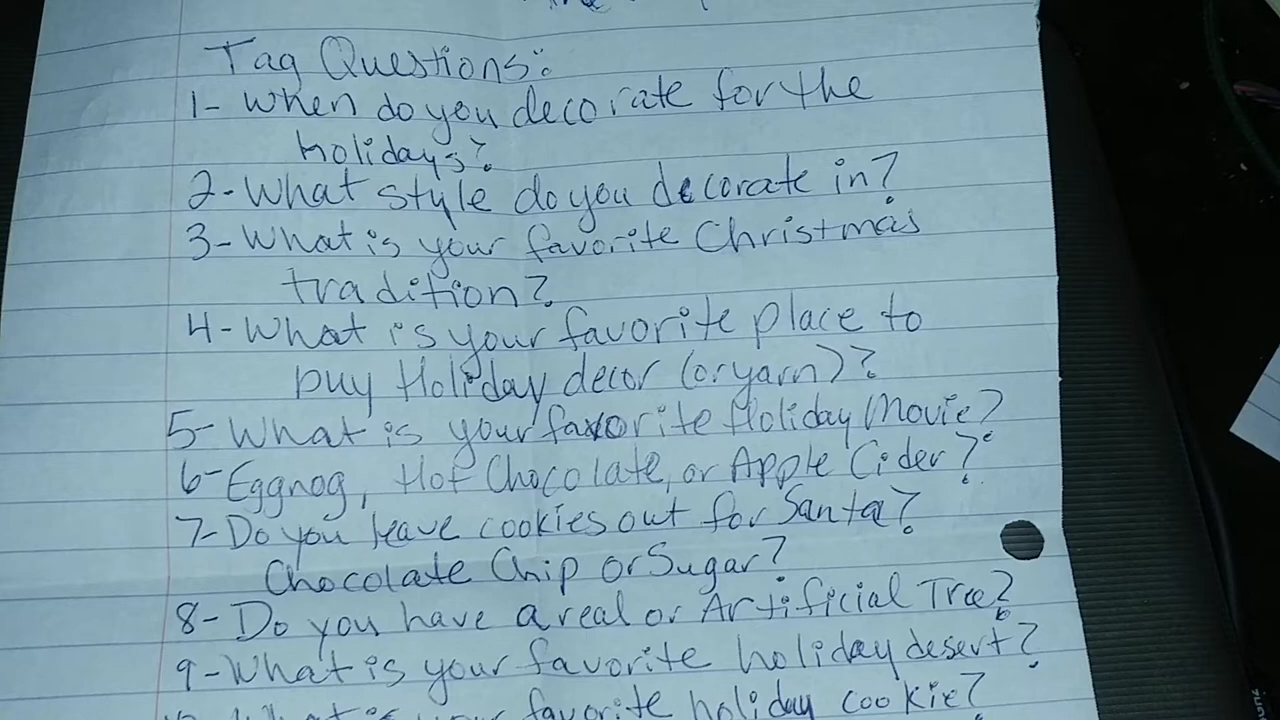 the
Tag Questions:
1- When do you decorate for the
holidays?
2- What style do you decorate in?
3- What is your favorite Christmas
tradition?
4- What is your favorite place to
buy Holiday decor (or yarn)?
5- What is your favorite Holiday Movie?
6- Eggnog, Hot Chocolate, or Apple Cider?
7- Do you leave cookies out for Santa?
Chocolate Chip or Sugar?
8- Do you have a real or Artificial Tree?
9- What is your favorite holiday desert?
What is your favorite holiday cookie?